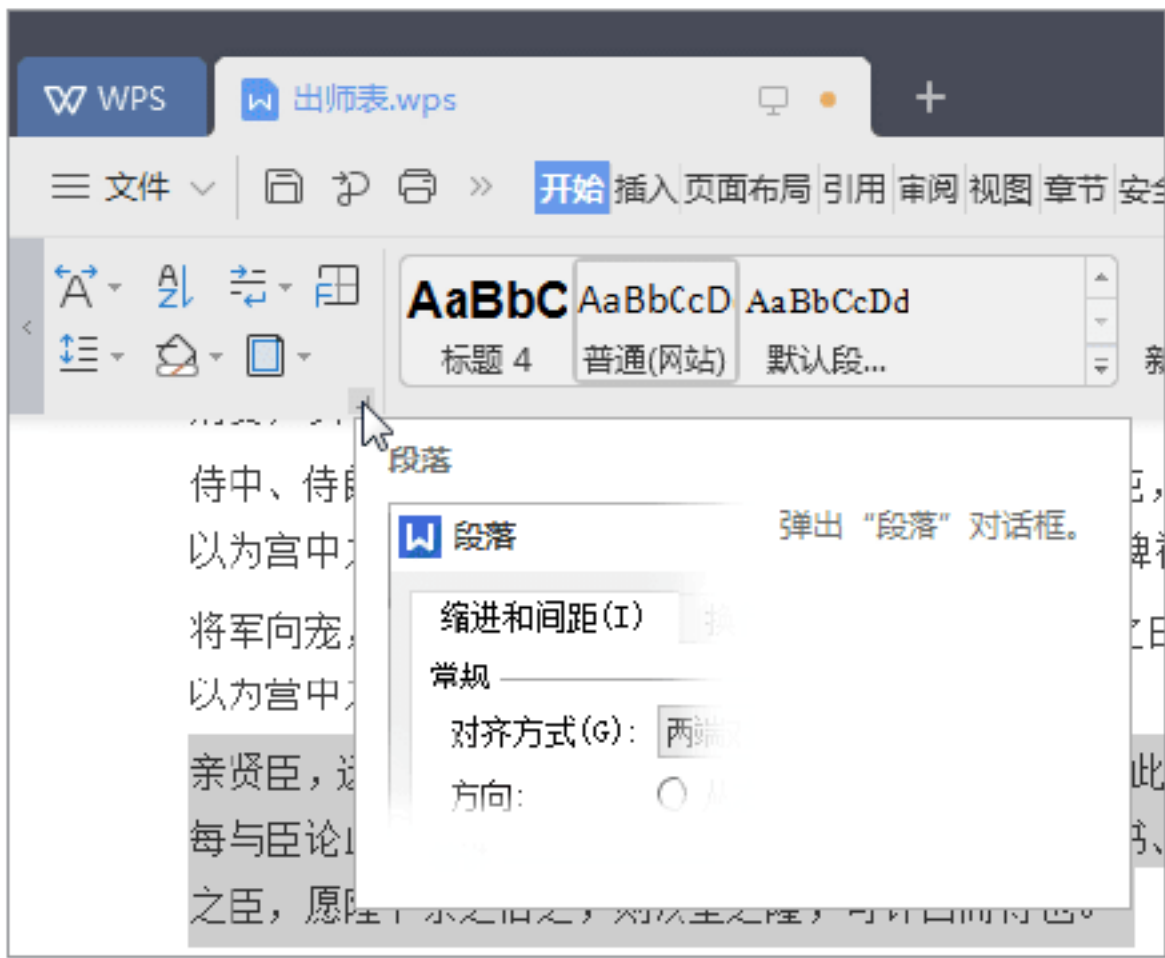 WPS
出师表.wps
文件
开始 插入 页面布局 引用 审阅 视图 章节
AaBbC AaBbCcD AaBbCcDd
标题 4 普通(网站) 默认段...
段落
侍中、侍
段落
弹出“段落”对话框。
以为宫中
缩进和间距(I)
将军向宠，
常规
以为营中
对齐方式(G):
两端
亲贤臣，
此
方向:
每与臣论
之臣，愿